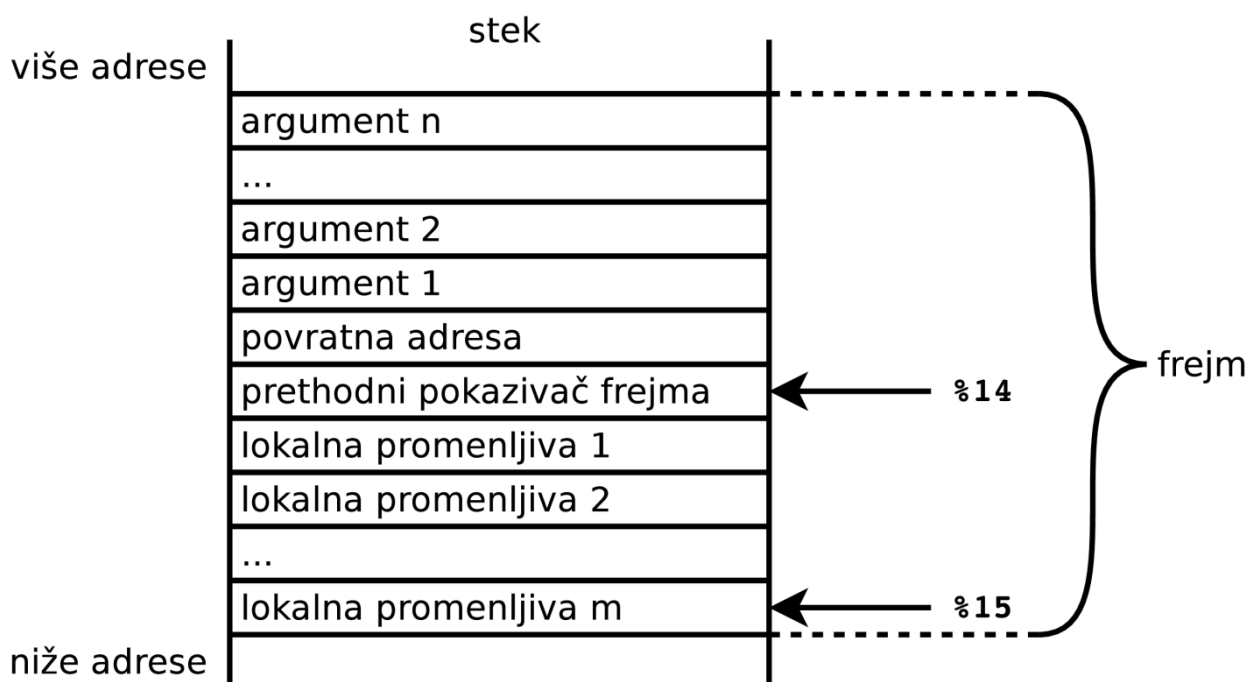 stek
više adrese
argument n
...
argument 2
argument 1
povratna adresa
prethodni pokazivač frejma
%14
frejm
lokalna promenljiva 1
lokalna promenljiva 2
...
lokalna promenljiva m
%15
niže adrese